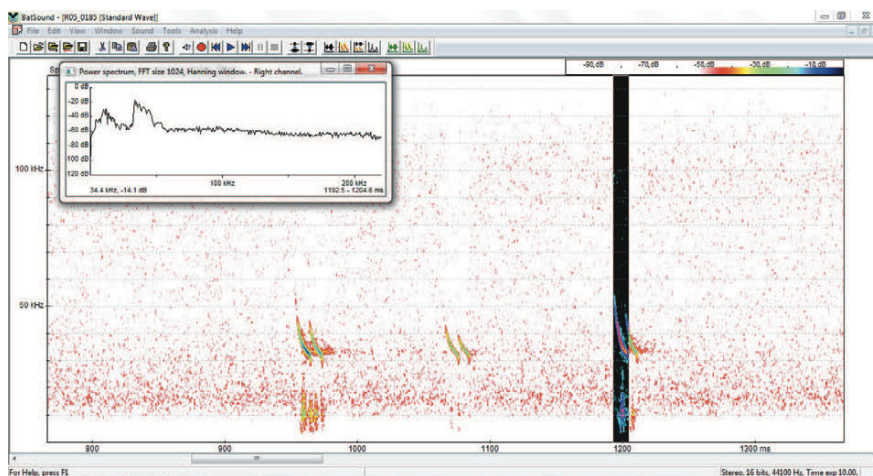 BatSound - [R05_0185 (Standard Wave)]
File Edit View Window Sound Tools Analysis Help
-90,dB -70,dB -50,dB -30,dB -10,dB
Power spectrum, FFT size 1024, Hanning window. - Right channel.
0 dB
-20 dB
-40 dB
-60 dB
-80 dB
100 dB
120 dB
100 kHz 200 kHz
34.4 kHz, -14.1 dB 1192.5 - 1204.6 ms
100 kHz
50 kHz
800 900 1000 1100 1200 1300 ms
For Help, press F1 Stereo, 16 bits, 44100 Hz, Time exp 10.00,